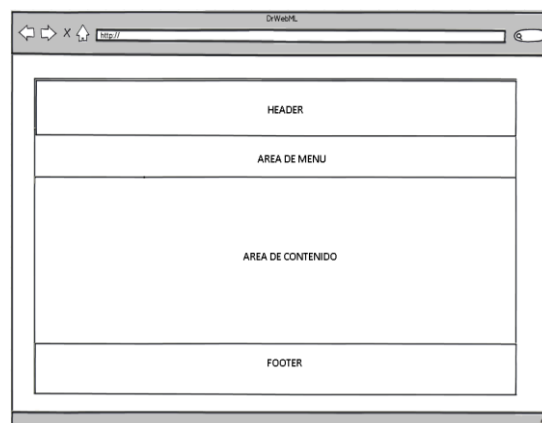 DrWebML
X
http://
HEADER
AREA DE MENU
AREA DE CONTENIDO
FOOTER